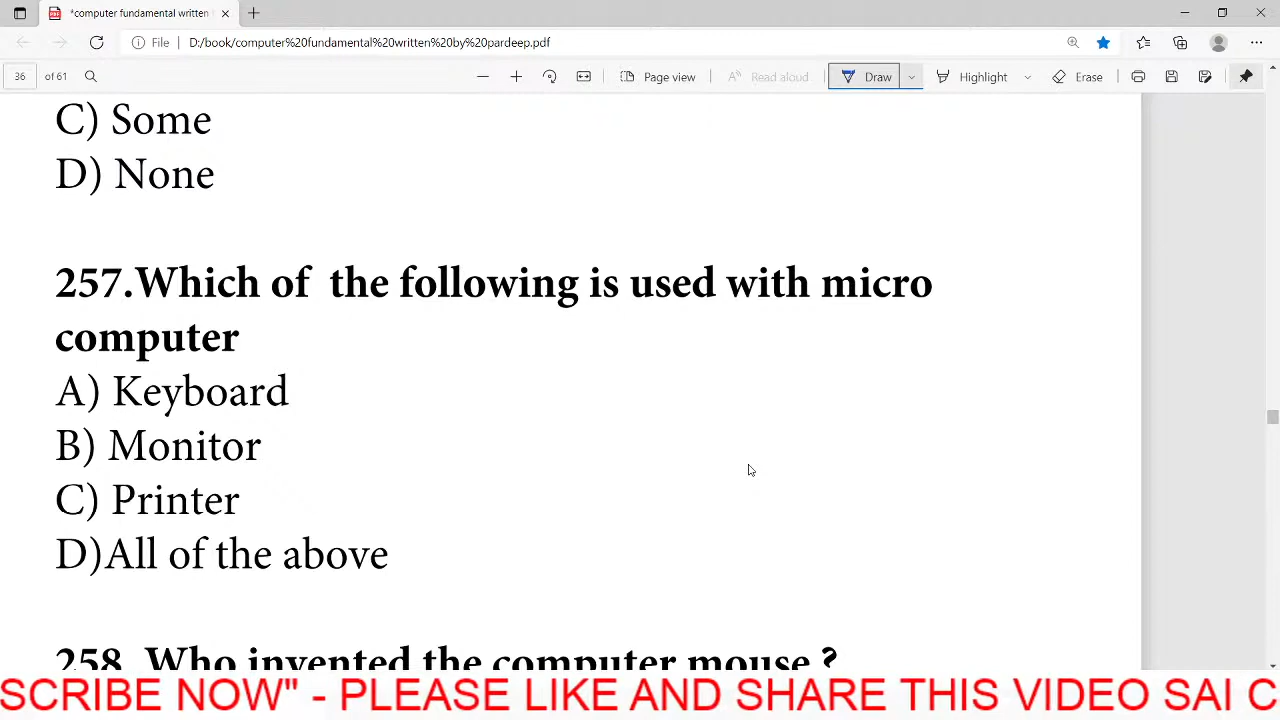 *computer fundamental written
File
D:/book/computer%20fundamental%20written%20by%20pardeep.pdf
36 of 61
Page view
Read aloud
Draw
Highlight
Erase
C) Some
D) None
257.Which of the following is used with micro
computer
A) Keyboard
B) Monitor
C) Printer
D)All of the above
258. Who invented the computer mouse ?
SCRIBE NOW" - PLEASE LIKE AND SHARE THIS VIDEO SAI C